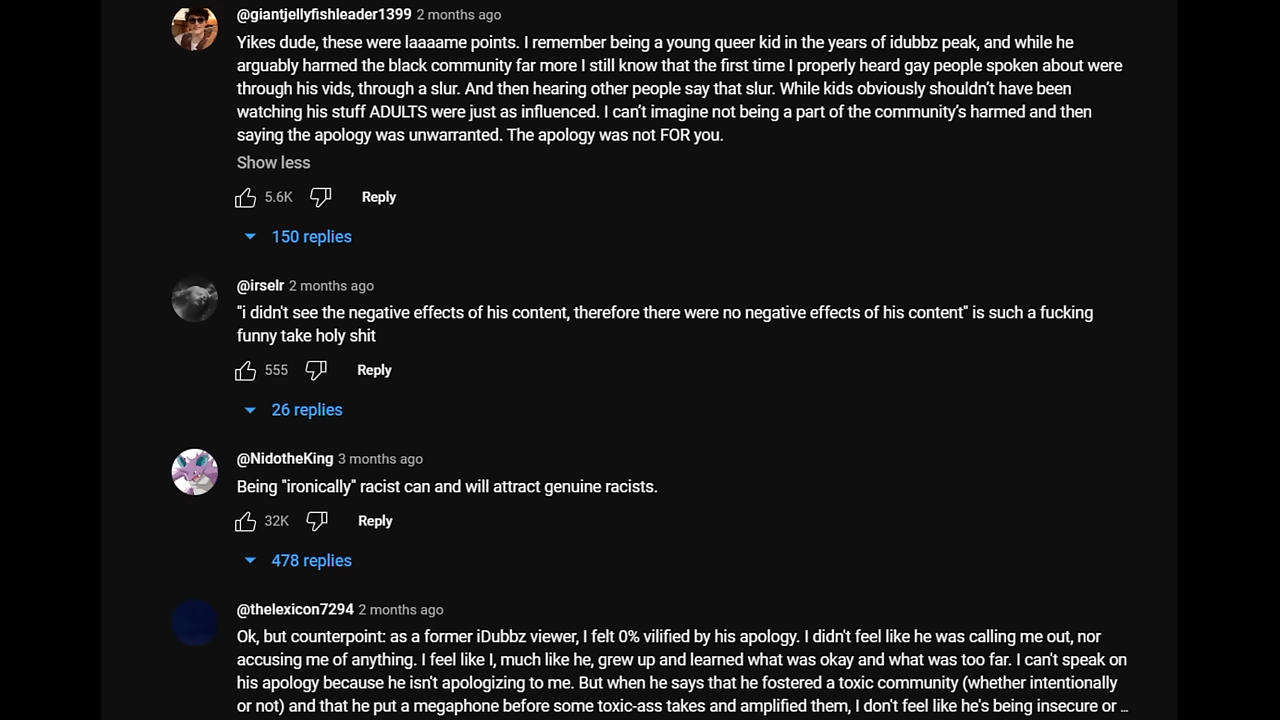 @giantjellyfishleader1399 2 months ago
Yikes dude, these were laaaame points. I remember being a young queer kid in the years of idubbz peak, and while he
arguably harmed the black community far more I still know that the first time I properly heard gay people spoken about were
through his vids, through a slur. And then hearing other people say that slur. While kids obviously shouldn't have been
watching his stuff ADULTS were just as influenced. I can't imagine not being a part of the community's harmed and then
saying the apology was unwarranted. The apology was not FOR you.
Show less
5.6K Reply
150 replies
@irselr 2 months ago
"i didn't see the negative effects of his content, therefore there were no negative effects of his content" is such a fucking
funny take holy shit
555 Reply
26 replies
@NidotheKing 3 months ago
Being "ironically" racist can and will attract genuine racists.
32K Reply
478 replies
@thelexicon7294 2 months ago
Ok, but counterpoint: as a former iDubbz viewer, I felt 0% vilified by his apology. I didn't feel like he was calling me out, nor
accusing me of anything. I feel like I, much like he, grew up and learned what was okay and what was too far. I can't speak on
his apology because he isn't apologizing to me. But when he says that he fostered a toxic community (whether intentionally
or not) and that he put a megaphone before some toxic-ass takes and amplified them, I don't feel like he's being insecure or …